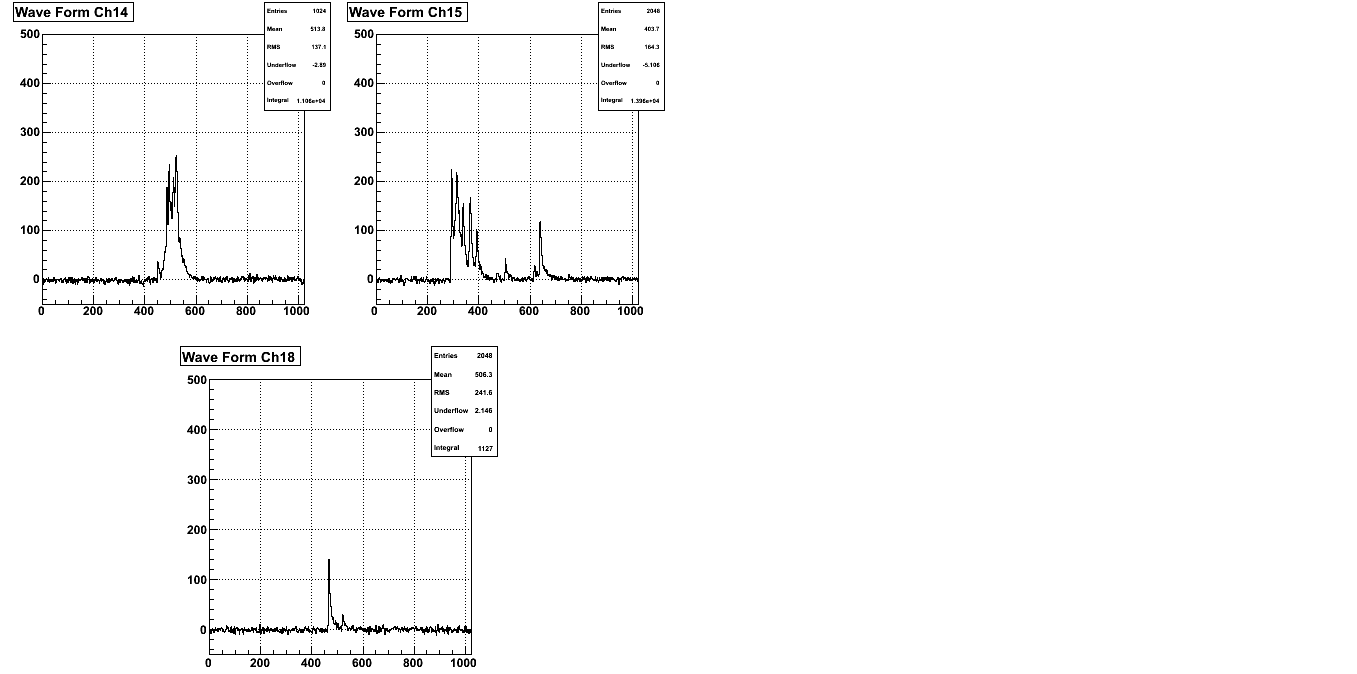 Wave Form Ch14
Entries 1024
Mean 513.8
RMS 137.1
Underflow -2.89
Overflow 0
Integral 1.106e+04
500
400
300
200
100
0
0 200 400 600 800 1000
Wave Form Ch15
Entries 2048
Mean 403.7
RMS 164.3
Underflow -5.106
Overflow 0
Integral 1.396e+04
500
400
300
200
100
0
0 200 400 600 800 1000
Wave Form Ch18
Entries 2048
Mean 506.3
RMS 241.6
Underflow 2.146
Overflow 0
Integral 1127
500
400
300
200
100
0
0 200 400 600 800 1000